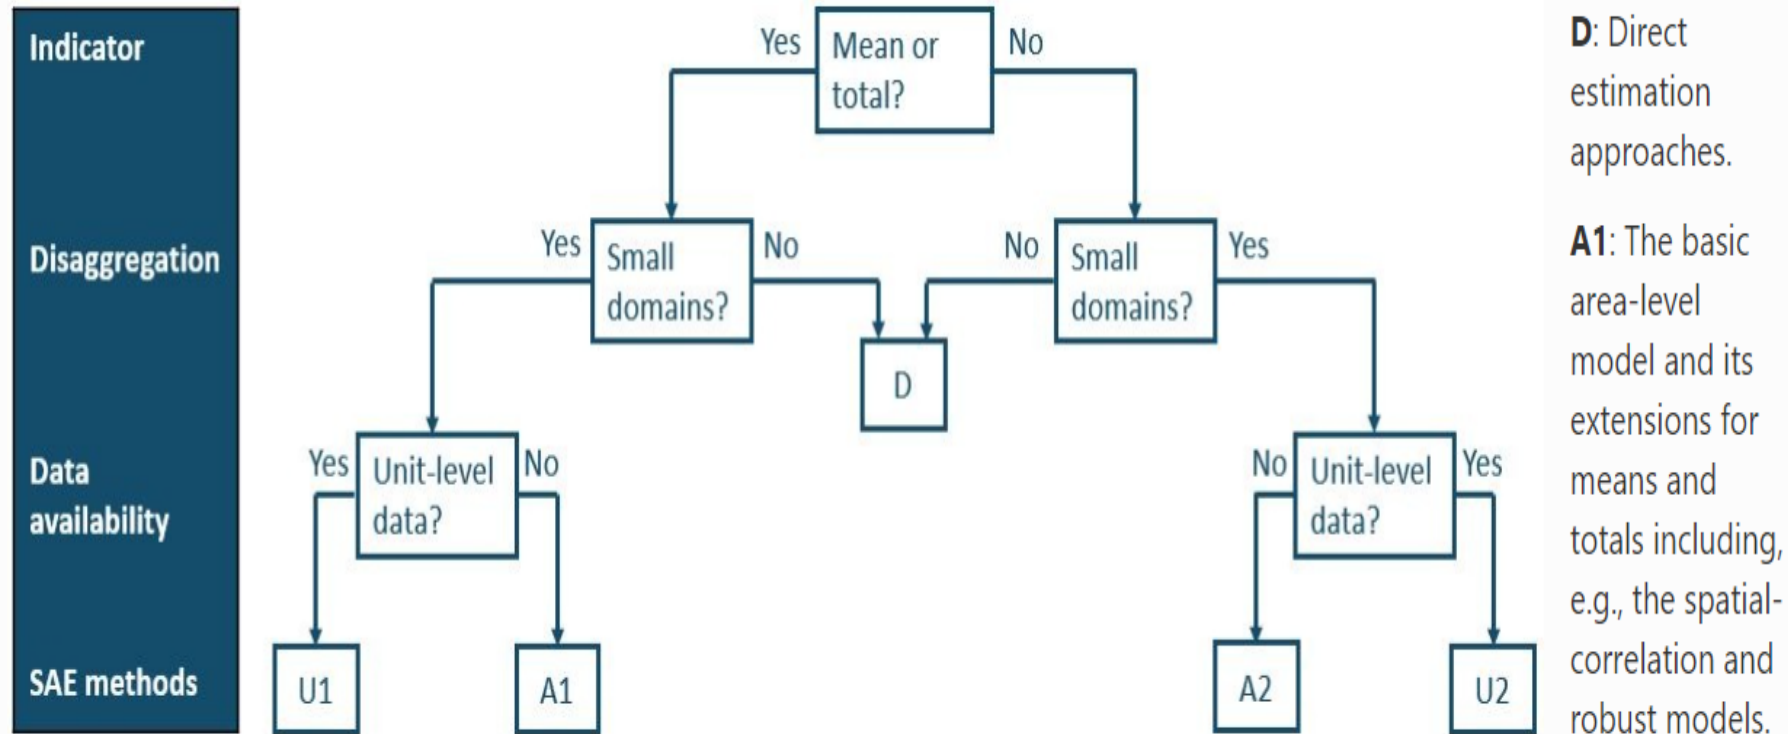 Indicator
Yes
Mean or
total?
No
Disaggregation
Yes
Small
domains?
No
No
Small
domains?
Yes
D
Data
availability
Yes
Unit-level
data?
No
No
Unit-level
data?
Yes
SAE methods
U1
A1
A2
U2
D: Direct
estimation
approaches.
A1: The basic
area-level
model and its
extensions for
means and
totals including,
e.g., the spatial-
correlation and
robust models.